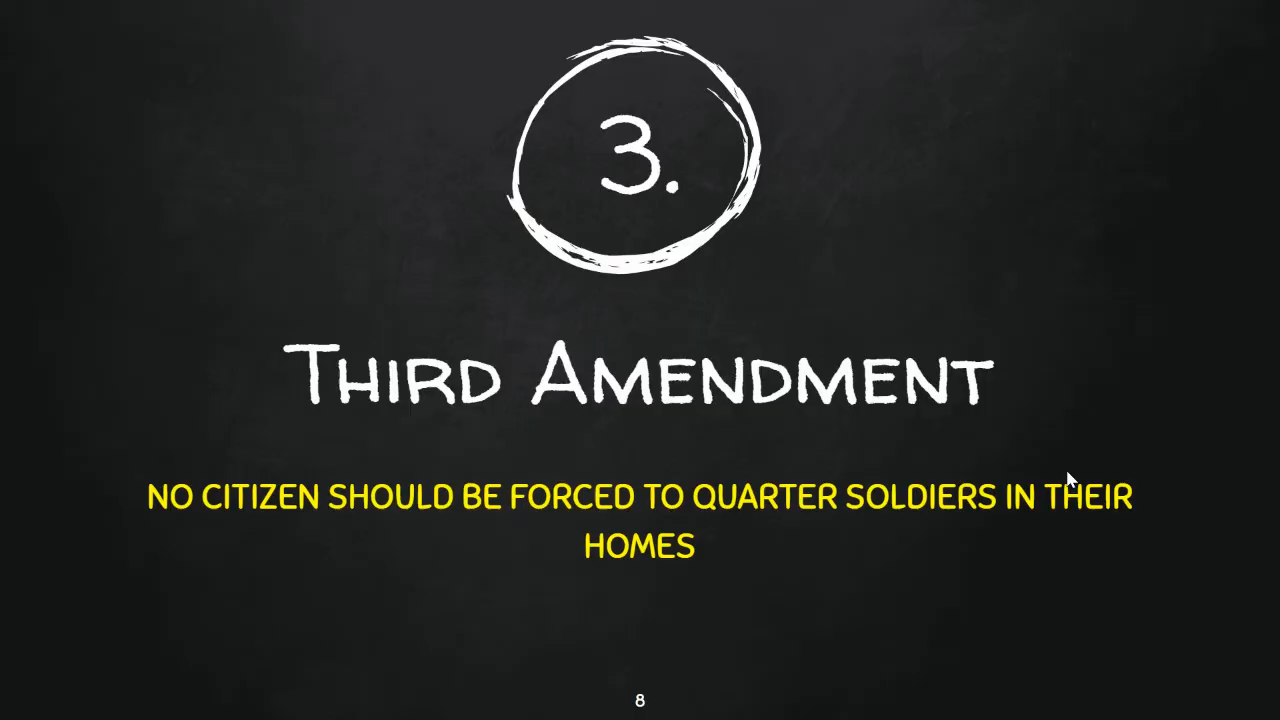 3.
Third Amendment
NO CITIZEN SHOULD BE FORCED TO QUARTER SOLDIERS IN THEIR
HOMES
8